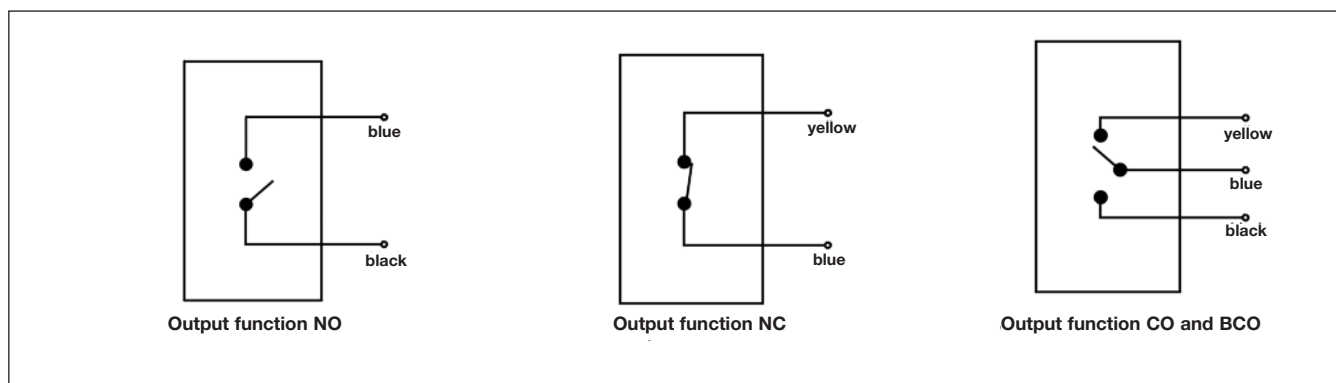 blue
black
Output function NO
yellow
blue
Output function NC
yellow
blue
black
Output function CO and BCO